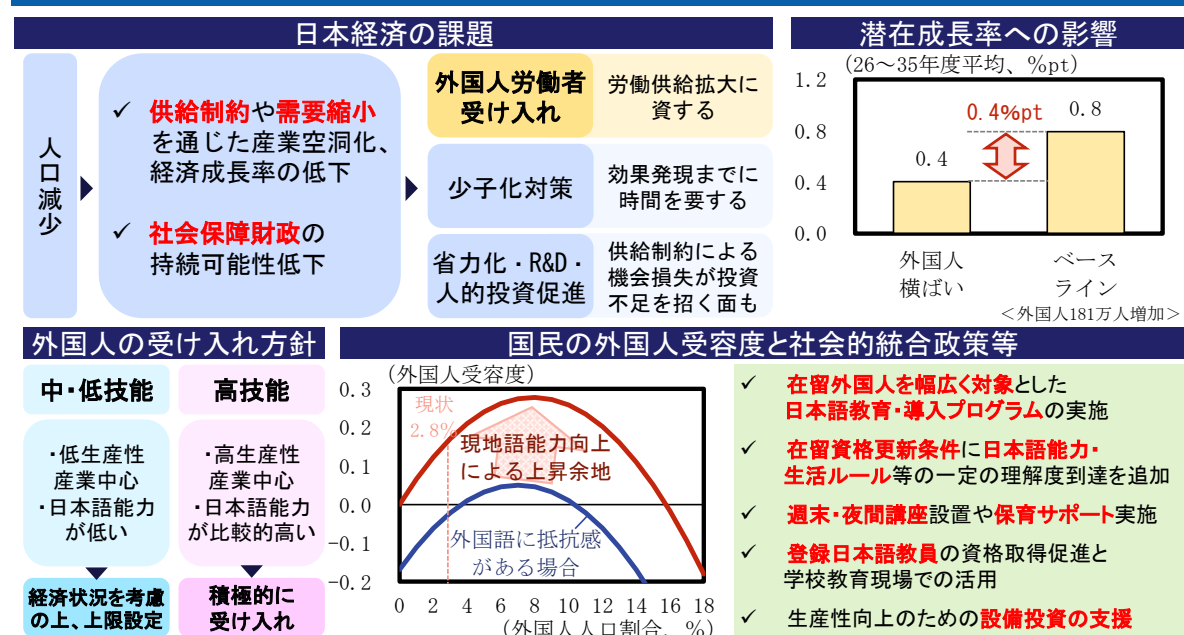 日本経済の課題
人口減少
✓ 供給制約や需要縮小
を通じた産業空洞化、
経済成長率の低下
✓ 社会保障財政の
持続可能性低下
外国人労働者
受け入れ
労働供給拡大に
資する
少子化対策
効果発現までに
時間を要する
省力化・R&D・
人的投資促進
供給制約による
機会損失が投資
不足を招く面も
潜在成長率への影響
(26～35年度平均、%pt)
1.2
0.8
0.4
0.0
0.4%pt
0.4
0.8
外国人
横ばい
ベース
ライン
<外国人181万人増加>
外国人の受け入れ方針
中・低技能
・低生産性
産業中心
・日本語能力
が低い
経済状況を考慮
の上、上限設定
高技能
・高生産性
産業中心
・日本語能力
が比較的高い
積極的に
受け入れ
国民の外国人受容度と社会的統合政策等
(外国人受容度)
0.3
0.2
0.1
0.0
-0.1
-0.2
現状
2.8%
現地語能力向上
による上昇余地
外国語に抵抗感
がある場合
0 2 4 6 8 10 12 14 16 18
(外国人人口割合、%)
✓ 在留外国人を幅広く対象とした
日本語教育・導入プログラムの実施
✓ 在留資格更新条件に日本語能力・
生活ルール等の一定の理解度到達を追加
✓ 週末・夜間講座設置や保育サポート実施
✓ 登録日本語教員の資格取得促進と
学校教育現場での活用
✓ 生産性向上のための設備投資の支援